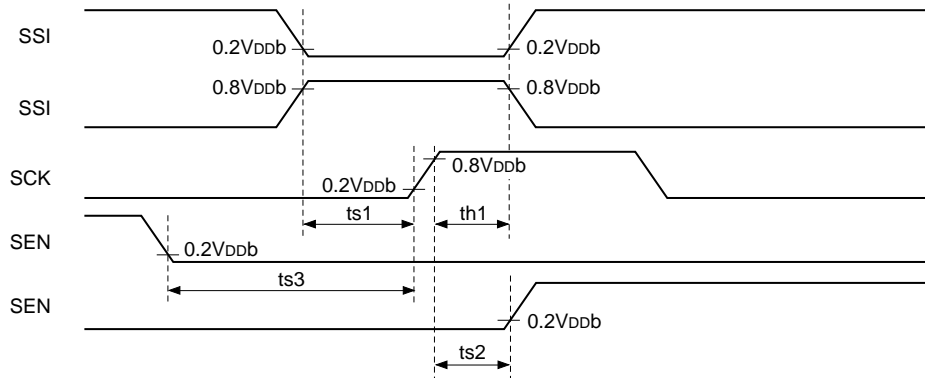 SSI
0.2VDDb 0.2VDDb
0.8VDDb 0.8VDDb
SSI
0.8VDDb
SCK
0.2VDDb
ts1 th1
SEN
0.2VDDb
ts3
SEN
0.2VDDb
ts2